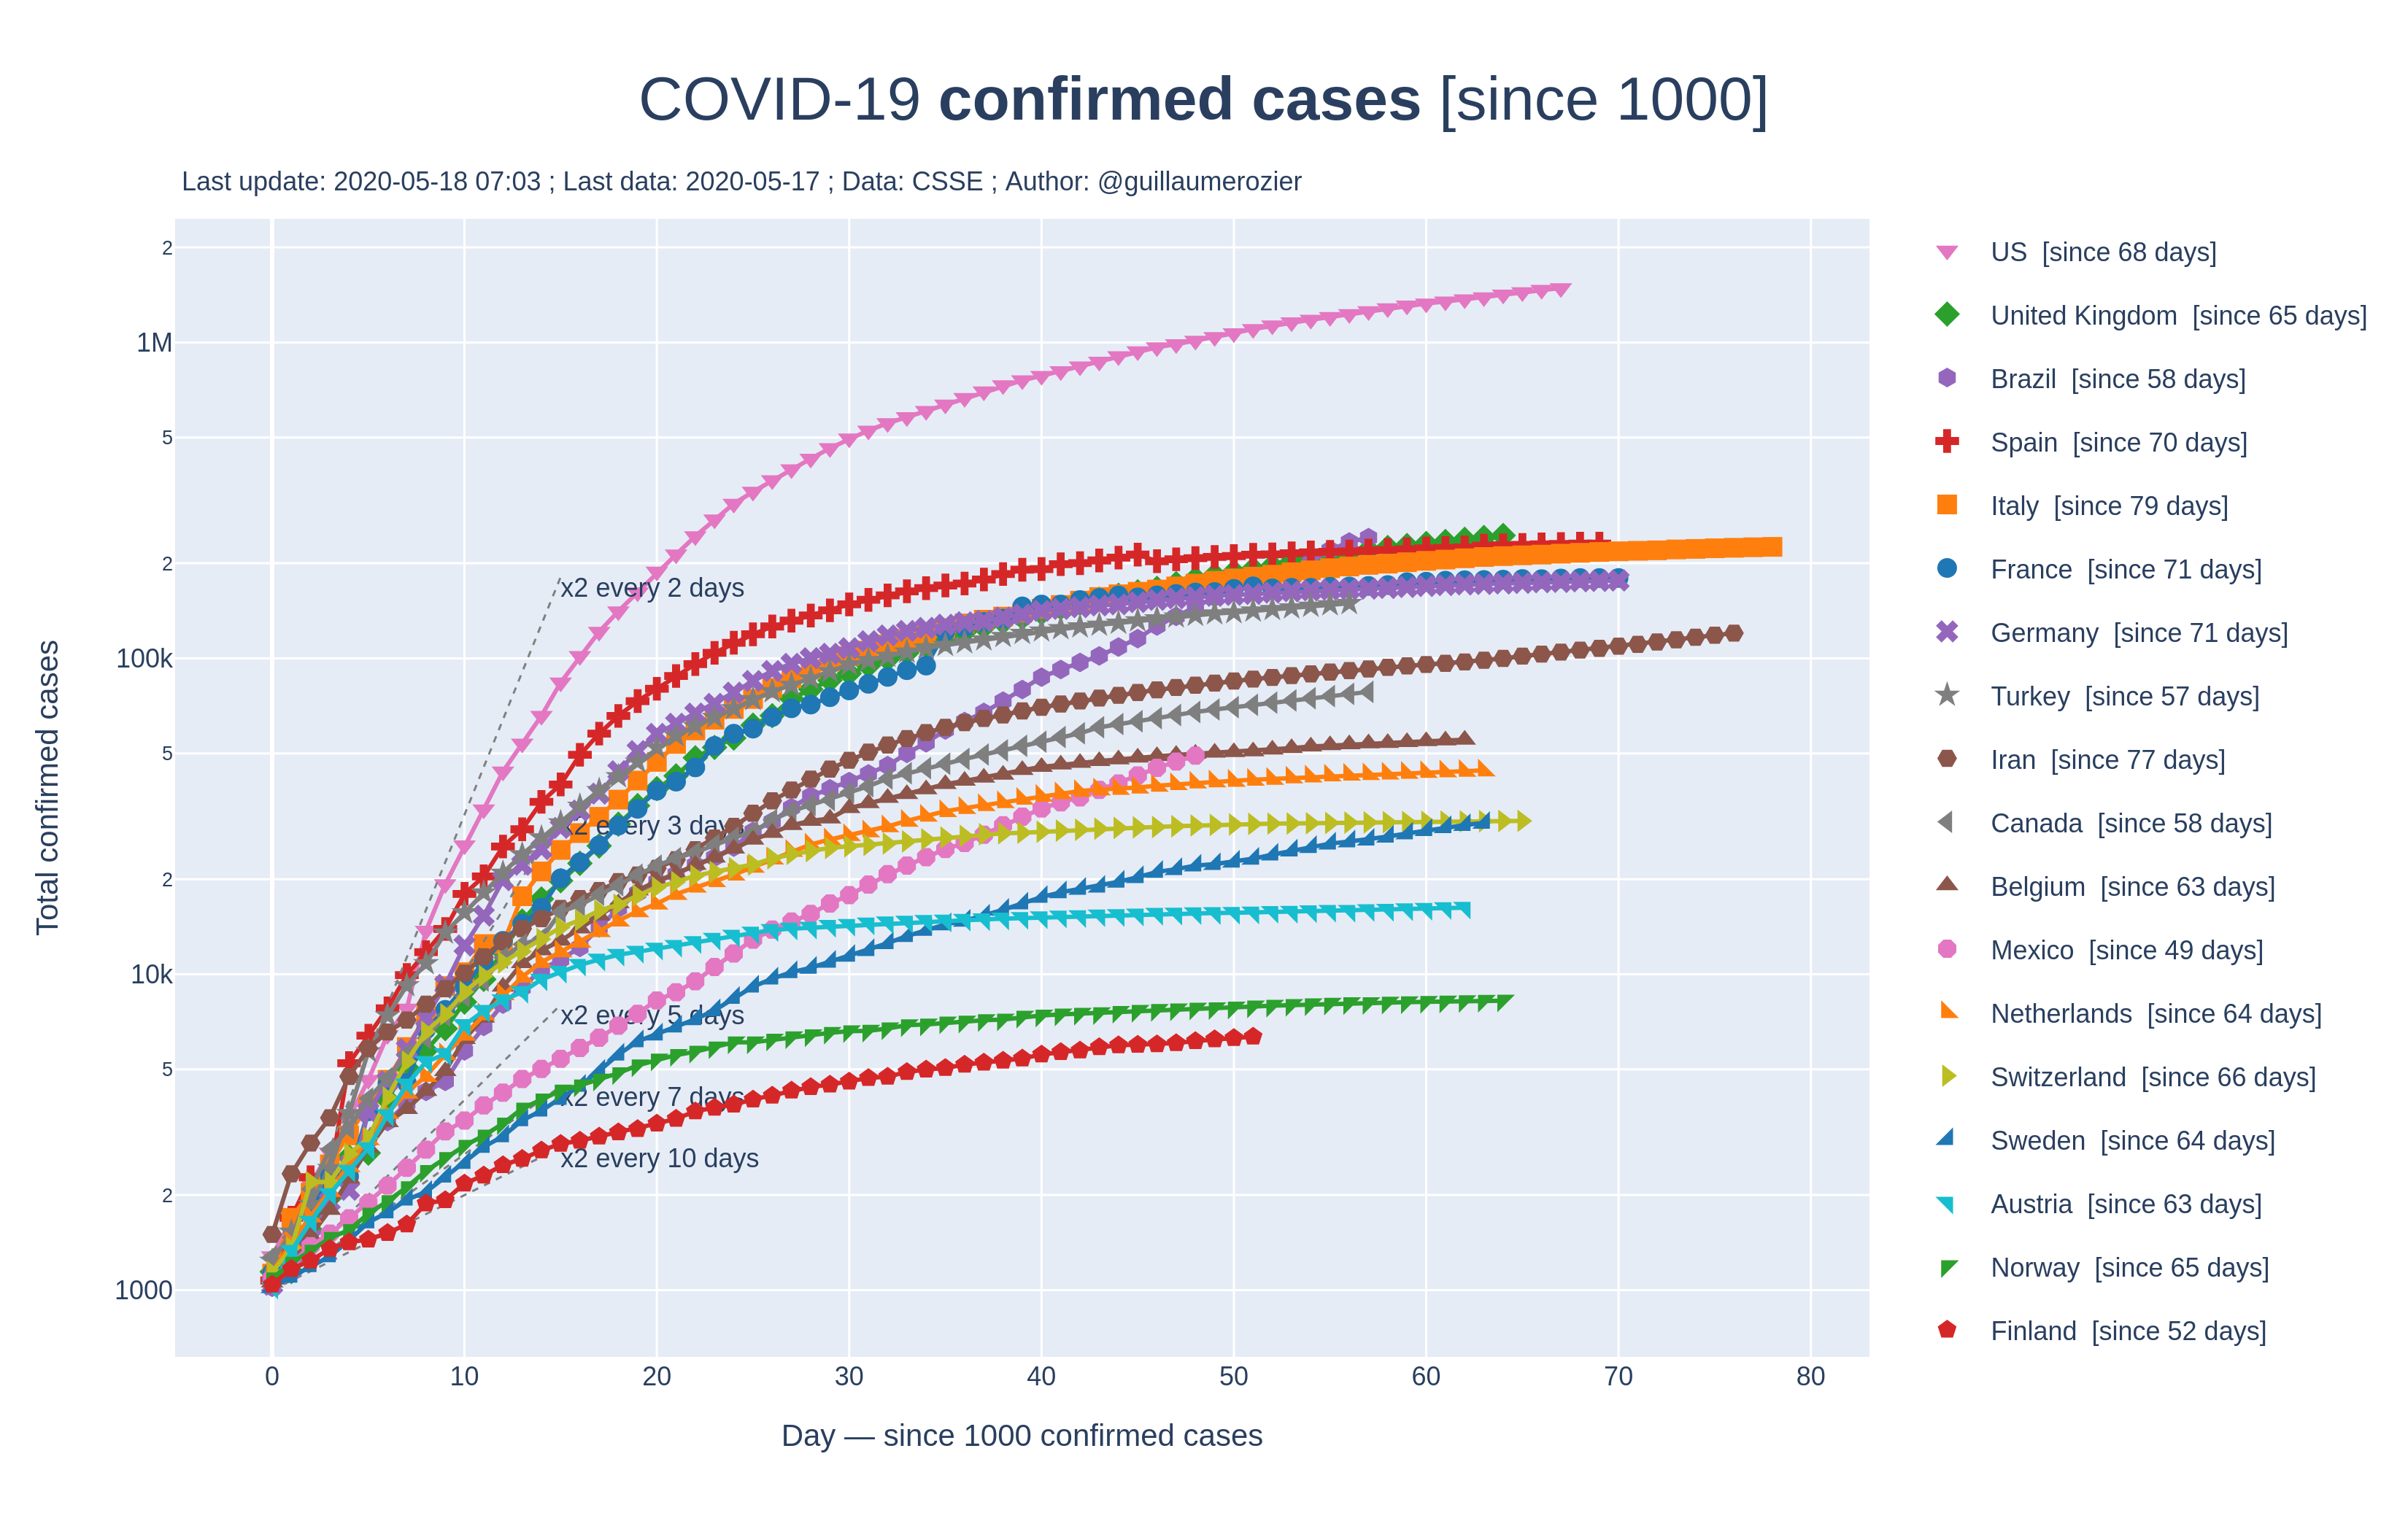 COVID-19 confirmed cases [since 1000]
Last update: 2020-05-18 07:03 ; Last data: 2020-05-17 ; Data: CSSE ; Author: @guillaumerozier
Total confirmed cases
2
1M
5
2
100k
5
2
10k
5
2
1000
x2 every 2 days
x2 every 3 days
x2 every 5 days
x2 every 7 days
x2 every 10 days
0 10 20 30 40 50 60 70 80
Day — since 1000 confirmed cases
US [since 68 days]
United Kingdom [since 65 days]
Brazil [since 58 days]
Spain [since 70 days]
Italy [since 79 days]
France [since 71 days]
Germany [since 71 days]
Turkey [since 57 days]
Iran [since 77 days]
Canada [since 58 days]
Belgium [since 63 days]
Mexico [since 49 days]
Netherlands [since 64 days]
Switzerland [since 66 days]
Sweden [since 64 days]
Austria [since 63 days]
Norway [since 65 days]
Finland [since 52 days]